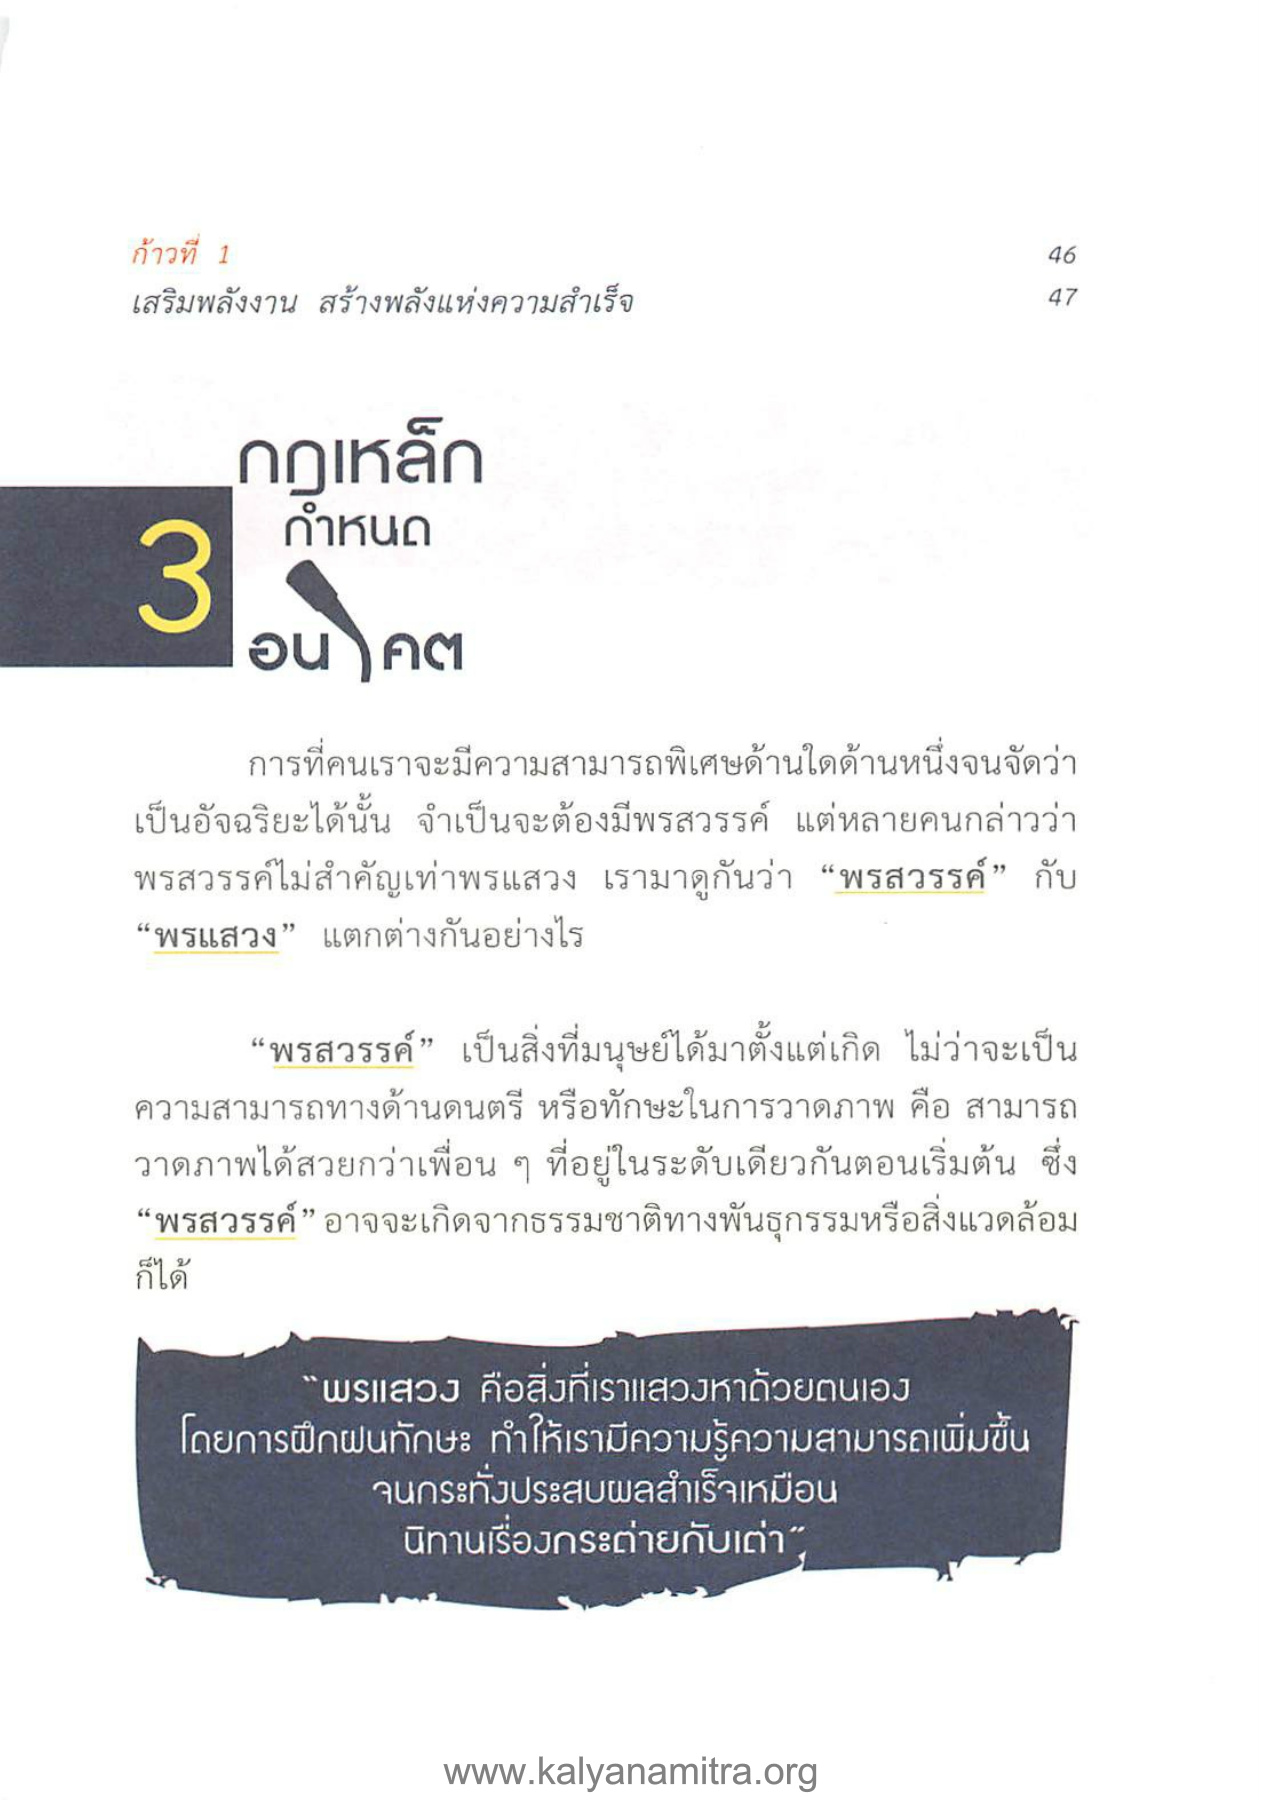 ก้าวที่ 1
46
เสริมพลังงาน สร้างพลังแห่งความสำเร็จ
47
3
กฎเหล็ก
กำหนด
อนาคต
การที่คนเราจะมีความสามารถพิเศษด้านใดด้านหนึ่งจนจัดว่า
เป็นอัจฉริยะได้นั้น จำเป็นจะต้องมีพรสวรรค์ แต่หลายคนกล่าวว่า
พรสวรรค์ไม่สำคัญเท่าพรแสวง เรามาดูกันว่า “พรสวรรค์” กับ
“พรแสวง” แตกต่างกันอย่างไร
“พรสวรรค์” เป็นสิ่งที่มนุษย์ได้มาตั้งแต่เกิด ไม่ว่าจะเป็น
ความสามารถทางด้านดนตรี หรือทักษะในการวาดภาพ คือ สามารถ
วาดภาพได้สวยกว่าเพื่อน ๆ ที่อยู่ในระดับเดียวกันตอนเริ่มต้น ซึ่ง
“พรสวรรค์” อาจจะเกิดจากธรรมชาติทางพันธุกรรมหรือสิ่งแวดล้อม
ก็ได้
“พรแสวง คือสิ่งที่เราแสวงหาด้วยตนเอง
โดยการฝึกฝนทักษะ ทำให้เรามีความรู้ความสามารถเพิ่มขึ้น
จนกระทั่งประสบผลสำเร็จเหมือน
นิทานเรื่องกระต่ายกับเต่า”
www.kalyanamitra.org